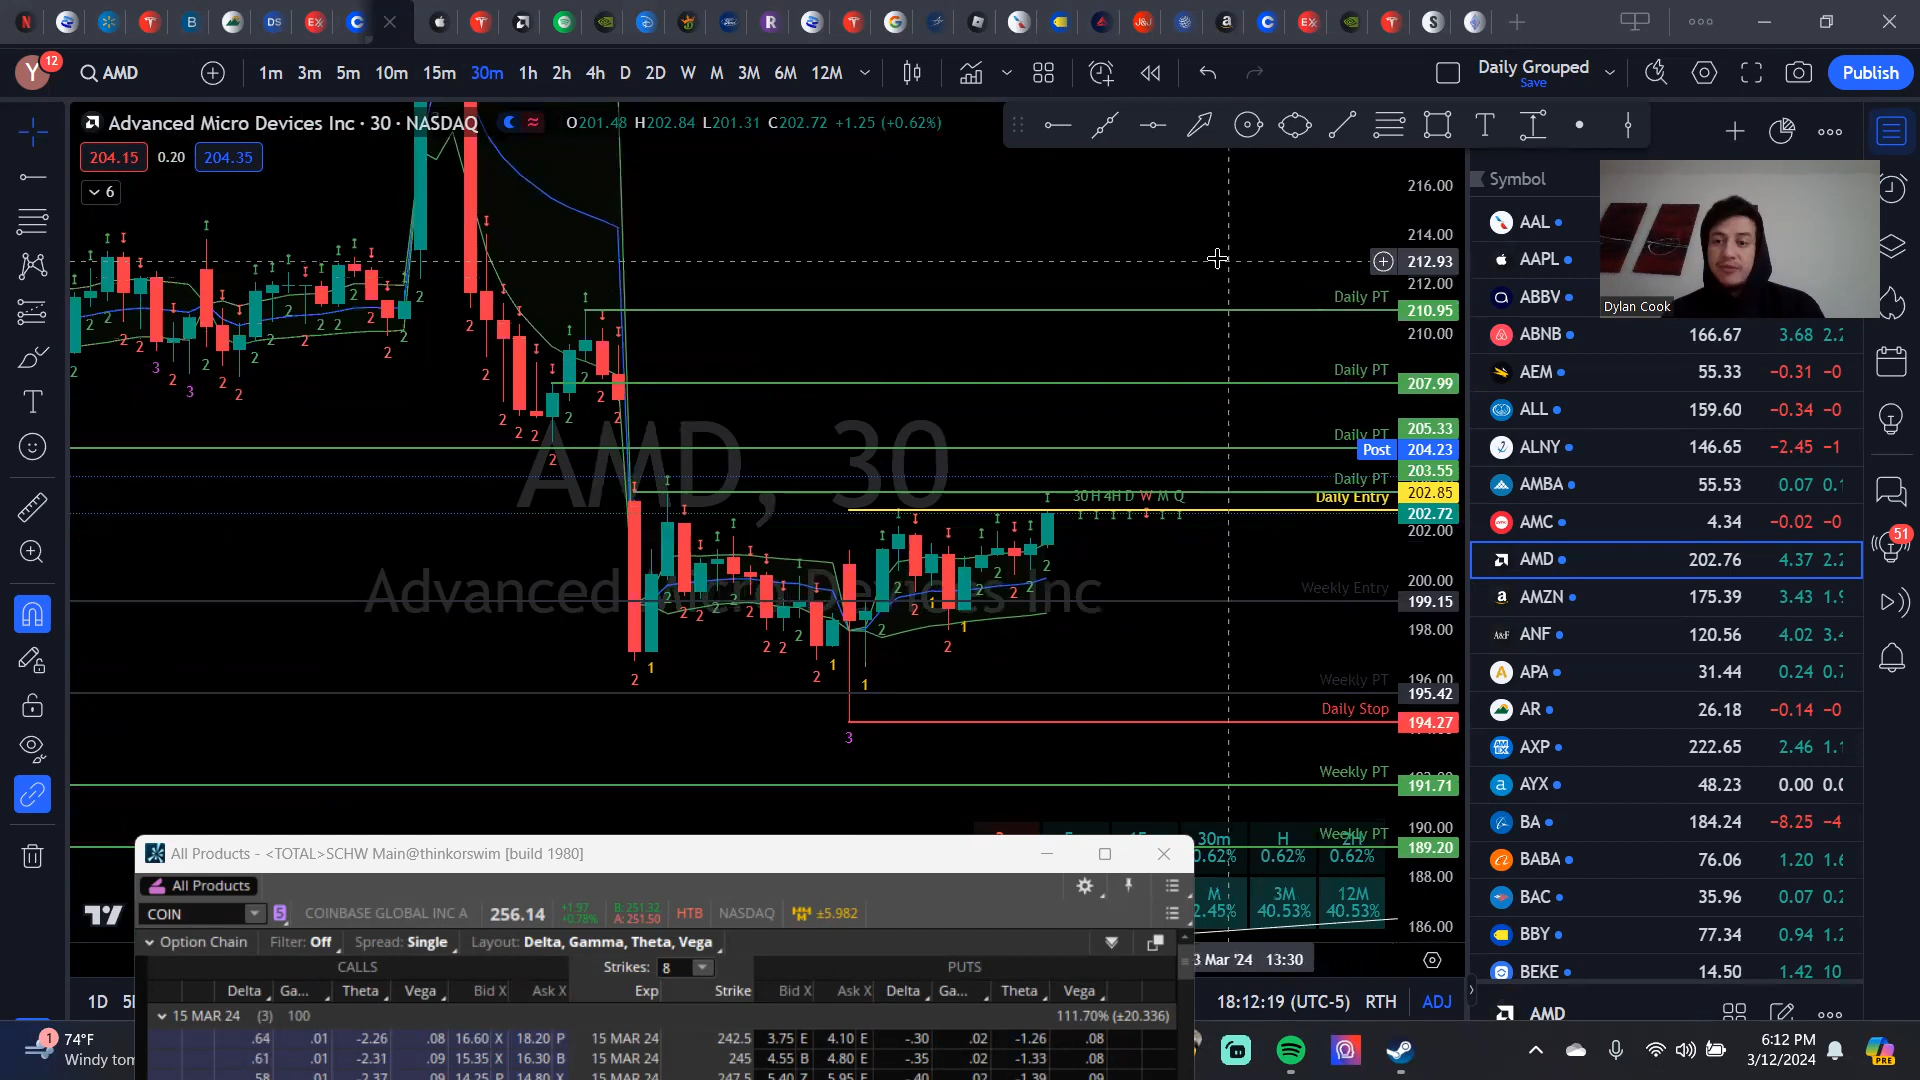 Y 12 AMD 1m 3m 5m 10m 15m 30m 1h 2h 4h D 2D W M 3M 6M 12M Daily Grouped Save Publish
Advanced Micro Devices Inc · 30 · NASDAQ O201.48 H202.84 L201.31 C202.72 +1.25 (+0.62%)
204.15 0.20 204.35
6
216.00
214.00
212.93
212.00
Daily PT 210.95
210.00
Daily PT 207.99
205.33
Daily PT
Post 204.23
203.55
Daily PT
202.85
Daily Entry
202.72
202.00
30 H 4H D W M Q
AMD, 30
Advanced Micro Devices Inc
200.00
Weekly Entry 199.15
198.00
196.00
Weekly PT 195.42
Daily Stop 194.27
Weekly PT 191.71
190.00
Weekly PT 189.20
188.00
186.00
30m H 2H
0.62% 0.62% 0.62%
M 3M 12M
2.45% 40.53% 40.53%
3 Mar '24 13:30
1D
18:12:19 (UTC-5) RTH ADJ
Symbol
AAL
AAPL
ABBV
ABNB 166.67 3.68
AEM 55.33 −0.31
ALL 159.60 −0.34
ALNY 146.65 −2.45
AMBA 55.53 0.07
AMC 4.34 −0.02
AMD 202.76 4.37
AMZN 175.39 3.43
ANF 120.56 4.02
APA 31.44 0.24
AR 26.18 −0.14
AXP 222.65 2.46
AYX 48.23 0.00
BA 184.24 −8.25
BABA 76.06 1.20
BAC 35.96 0.07
BBY 77.34 0.94
BEKE 14.50 1.42
AMD
51
Dylan Cook
All Products - <TOTAL>SCHW Main@thinkorswim [build 1980]
All Products
COIN 5 COINBASE GLOBAL INC A 256.14 +1.97 +0.78% B: 251.32 A: 251.50 HTB NASDAQ ±5.982
Option Chain Filter: Off Spread: Single Layout: Delta, Gamma, Theta, Vega
CALLS Strikes: 8 PUTS
Delta Ga... Theta Vega Bid X Ask X Exp Strike Bid X Ask X Delta Ga... Theta Vega
15 MAR 24 (3) 100 111.70% (±20.336)
.64 .01 -2.26 .08 16.60 X 18.20 P 15 MAR 24 242.5 3.75 E 4.10 E -.30 .02 -1.26 .08
.61 .01 -2.31 .09 15.35 X 16.30 B 15 MAR 24 245 4.55 B 4.80 E -.35 .02 -1.33 .08
1 74°F
Windy tom
6:12 PM
3/12/2024
PRE